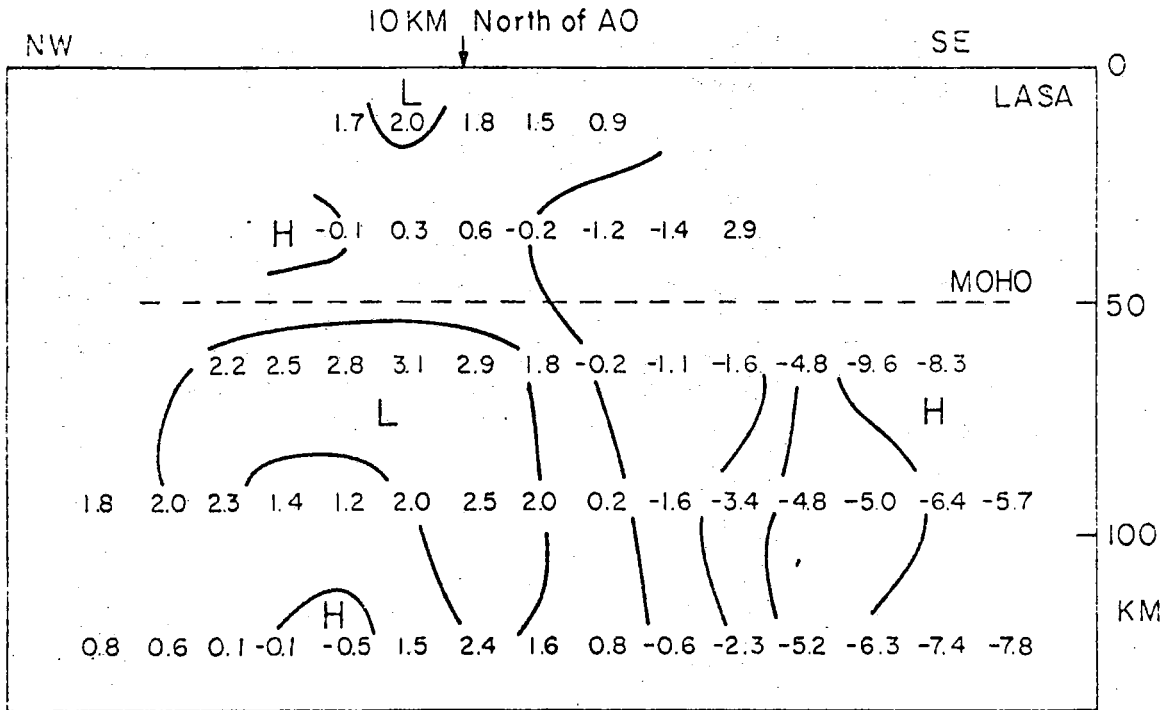 10 KM North of AO
NW SE
0
LASA
L
1.7 2.0 1.8 1.5 0.9
H -0.1 0.3 0.6 -0.2 -1.2 -1.4 2.9
MOHO
50
2.2 2.5 2.8 3.1 2.9 1.8 -0.2 -1.1 -1.6 -4.8 -9.6 -8.3
L H
1.8 2.0 2.3 1.4 1.2 2.0 2.5 2.0 0.2 -1.6 -3.4 -4.8 -5.0 -6.4 -5.7
100
H KM
0.8 0.6 0.1 -0.1 -0.5 1.5 2.4 1.6 0.8 -0.6 -2.3 -5.2 -6.3 -7.4 -7.8